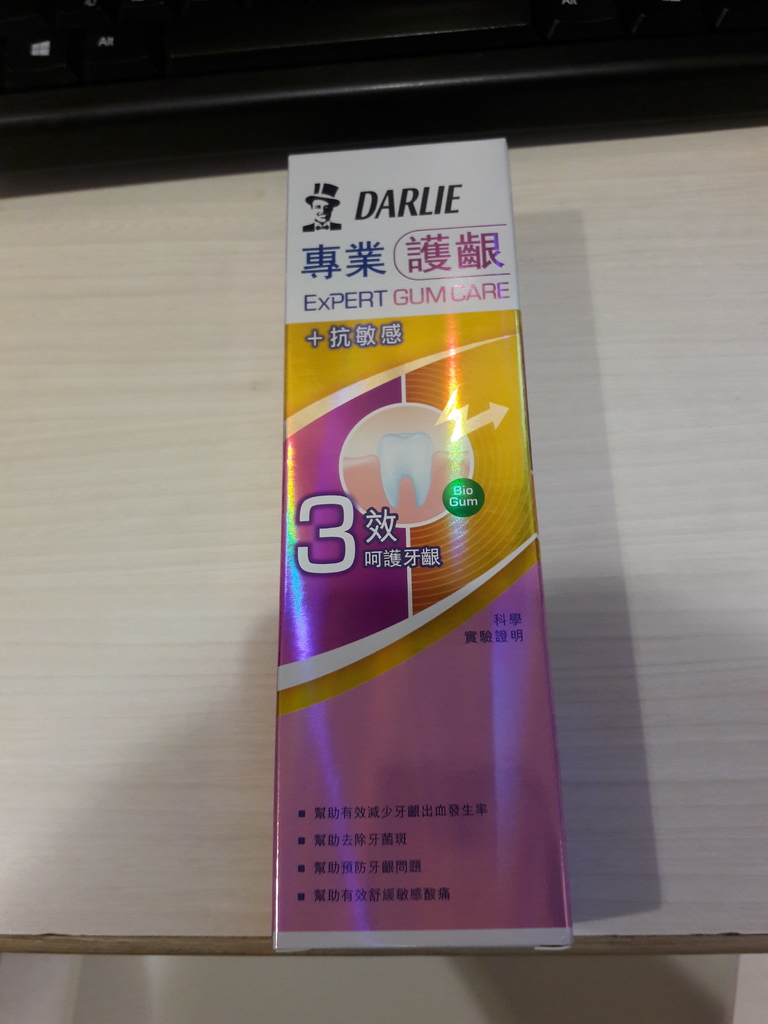 Alt
Alt
DARLIE
專業護齦
EXPERT GUM CARE
+抗敏感
Bio
Gum
3效
呵護牙齦
科學
實驗證明
■ 幫助有效減少牙齦出血發生率
■ 幫助去除牙菌斑
■ 幫助預防牙齦問題
■ 幫助有效舒緩敏感酸痛